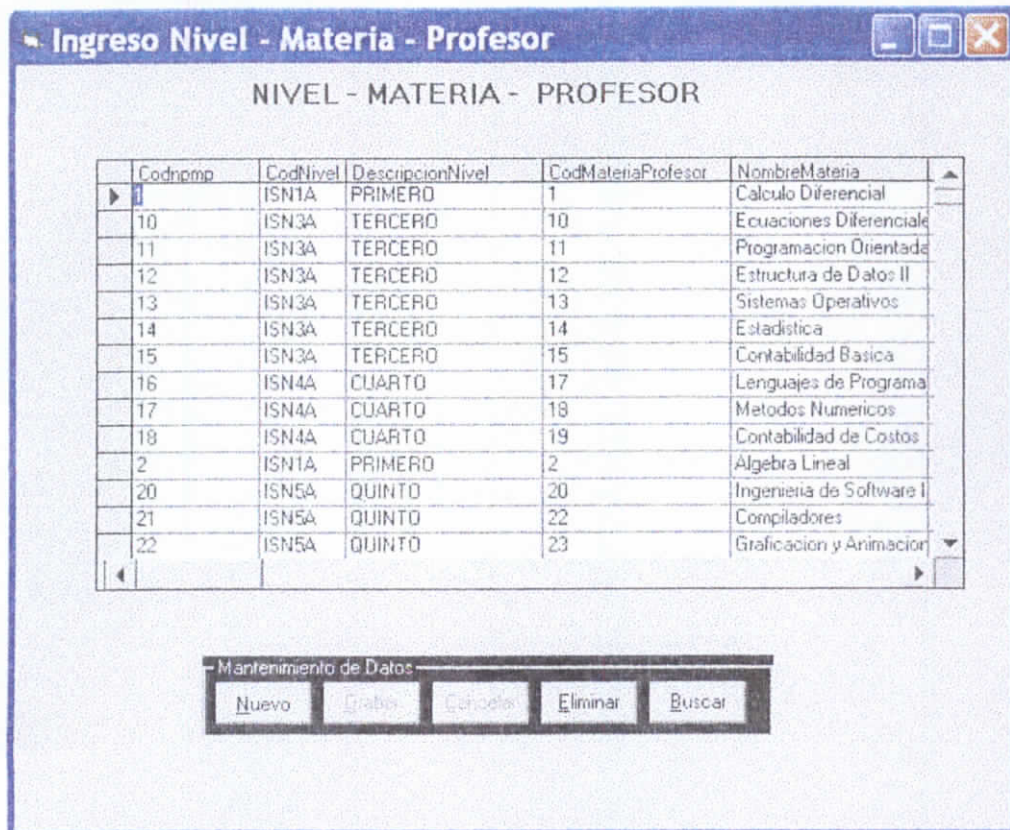 Ingreso Nivel - Materia - Profesor
NIVEL - MATERIA - PROFESOR
Codnpmp CodNivel DescripcionNivel CodMateriaProfesor NombreMateria
1 ISN1A PRIMERO 1 Calculo Diferencial
10 ISN3A TERCERO 10 Ecuaciones Diferenciale
11 ISN3A TERCERO 11 Programacion Orientada
12 ISN3A TERCERO 12 Estructura de Datos II
13 ISN3A TERCERO 13 Sistemas Operativos
14 ISN3A TERCERO 14 Estadistica
15 ISN3A TERCERO 15 Contabilidad Basica
16 ISN4A CUARTO 17 Lenguajes de Programa
17 ISN4A CUARTO 18 Metodos Numericos
18 ISN4A CUARTO 19 Contabilidad de Costos
2 ISN1A PRIMERO 2 Algebra Lineal
20 ISN5A QUINTO 20 Ingenieria de Software I
21 ISN5A QUINTO 22 Compiladores
22 ISN5A QUINTO 23 Graficacion y Animacion
Mantenimiento de Datos
Nuevo Grabar Cancelar Eliminar Buscar